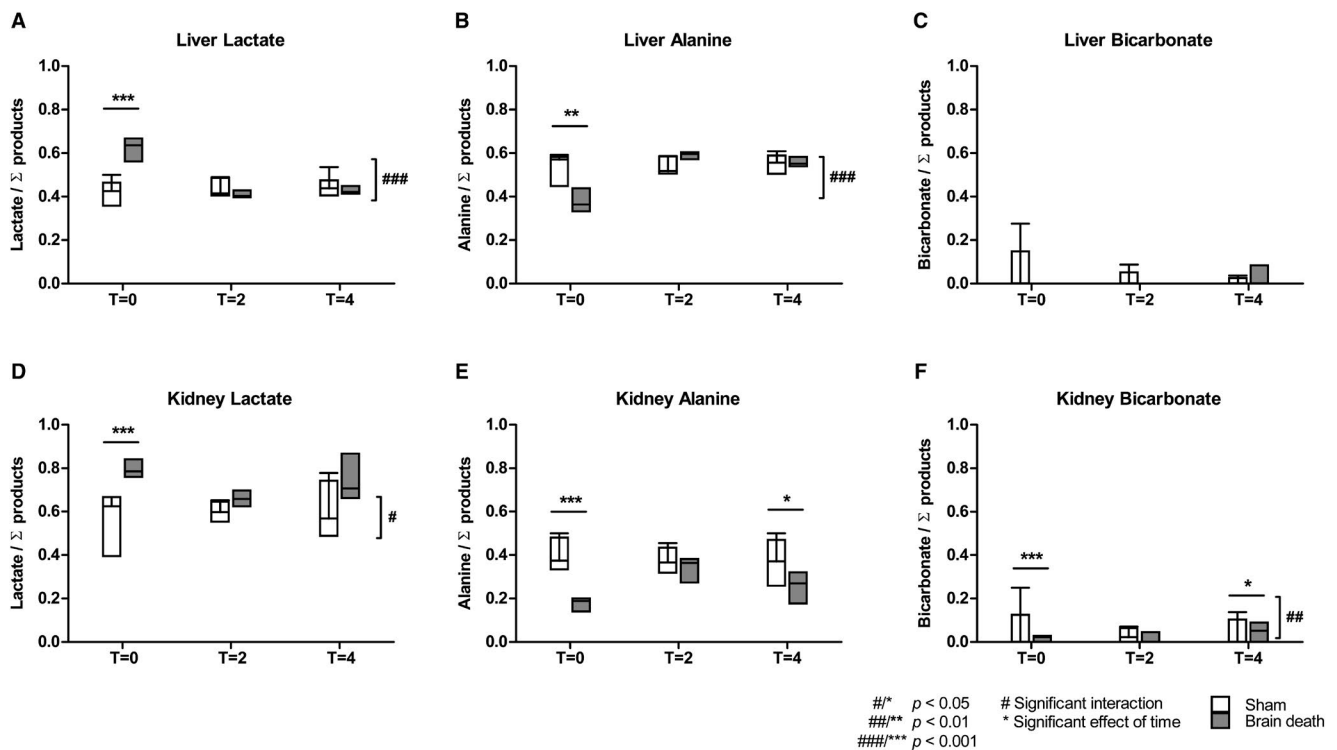 A
Liver Lactate
Lactate / Σ products
1.0
0.8
0.6
0.4
0.2
0.0
***
###
T=0 T=2 T=4
B
Liver Alanine
Alanine / Σ products
1.0
0.8
0.6
0.4
0.2
0.0
**
###
T=0 T=2 T=4
C
Liver Bicarbonate
Bicarbonate / Σ products
1.0
0.8
0.6
0.4
0.2
0.0
T=0 T=2 T=4
D
Kidney Lactate
Lactate / Σ products
1.0
0.8
0.6
0.4
0.2
0.0
***
#
T=0 T=2 T=4
E
Kidney Alanine
Alanine / Σ products
1.0
0.8
0.6
0.4
0.2
0.0
***
*
T=0 T=2 T=4
F
Kidney Bicarbonate
Bicarbonate / Σ products
1.0
0.8
0.6
0.4
0.2
0.0
***
*
##
T=0 T=2 T=4
#/* p < 0.05
##/** p < 0.01
###/*** p < 0.001
# Significant interaction
* Significant effect of time
Sham
Brain death